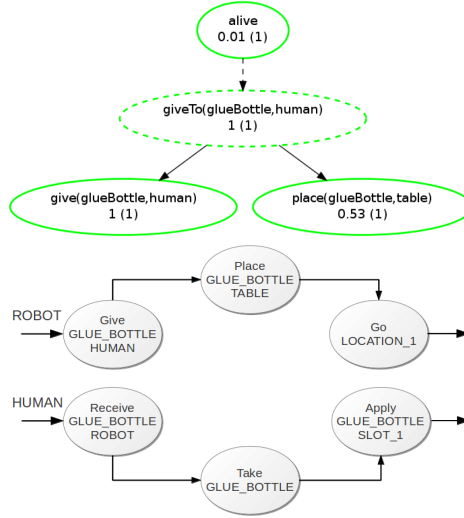 alive
0.01 (1)
giveTo(glueBottle,human)
1 (1)
give(glueBottle,human)
1 (1)
place(glueBottle,table)
0.53 (1)
Place
GLUE_BOTTLE
TABLE
ROBOT
Give
GLUE_BOTTLE
HUMAN
Go
LOCATION_1
HUMAN
Receive
GLUE_BOTTLE
ROBOT
Apply
GLUE_BOTTLE
SLOT_1
Take
GLUE_BOTTLE